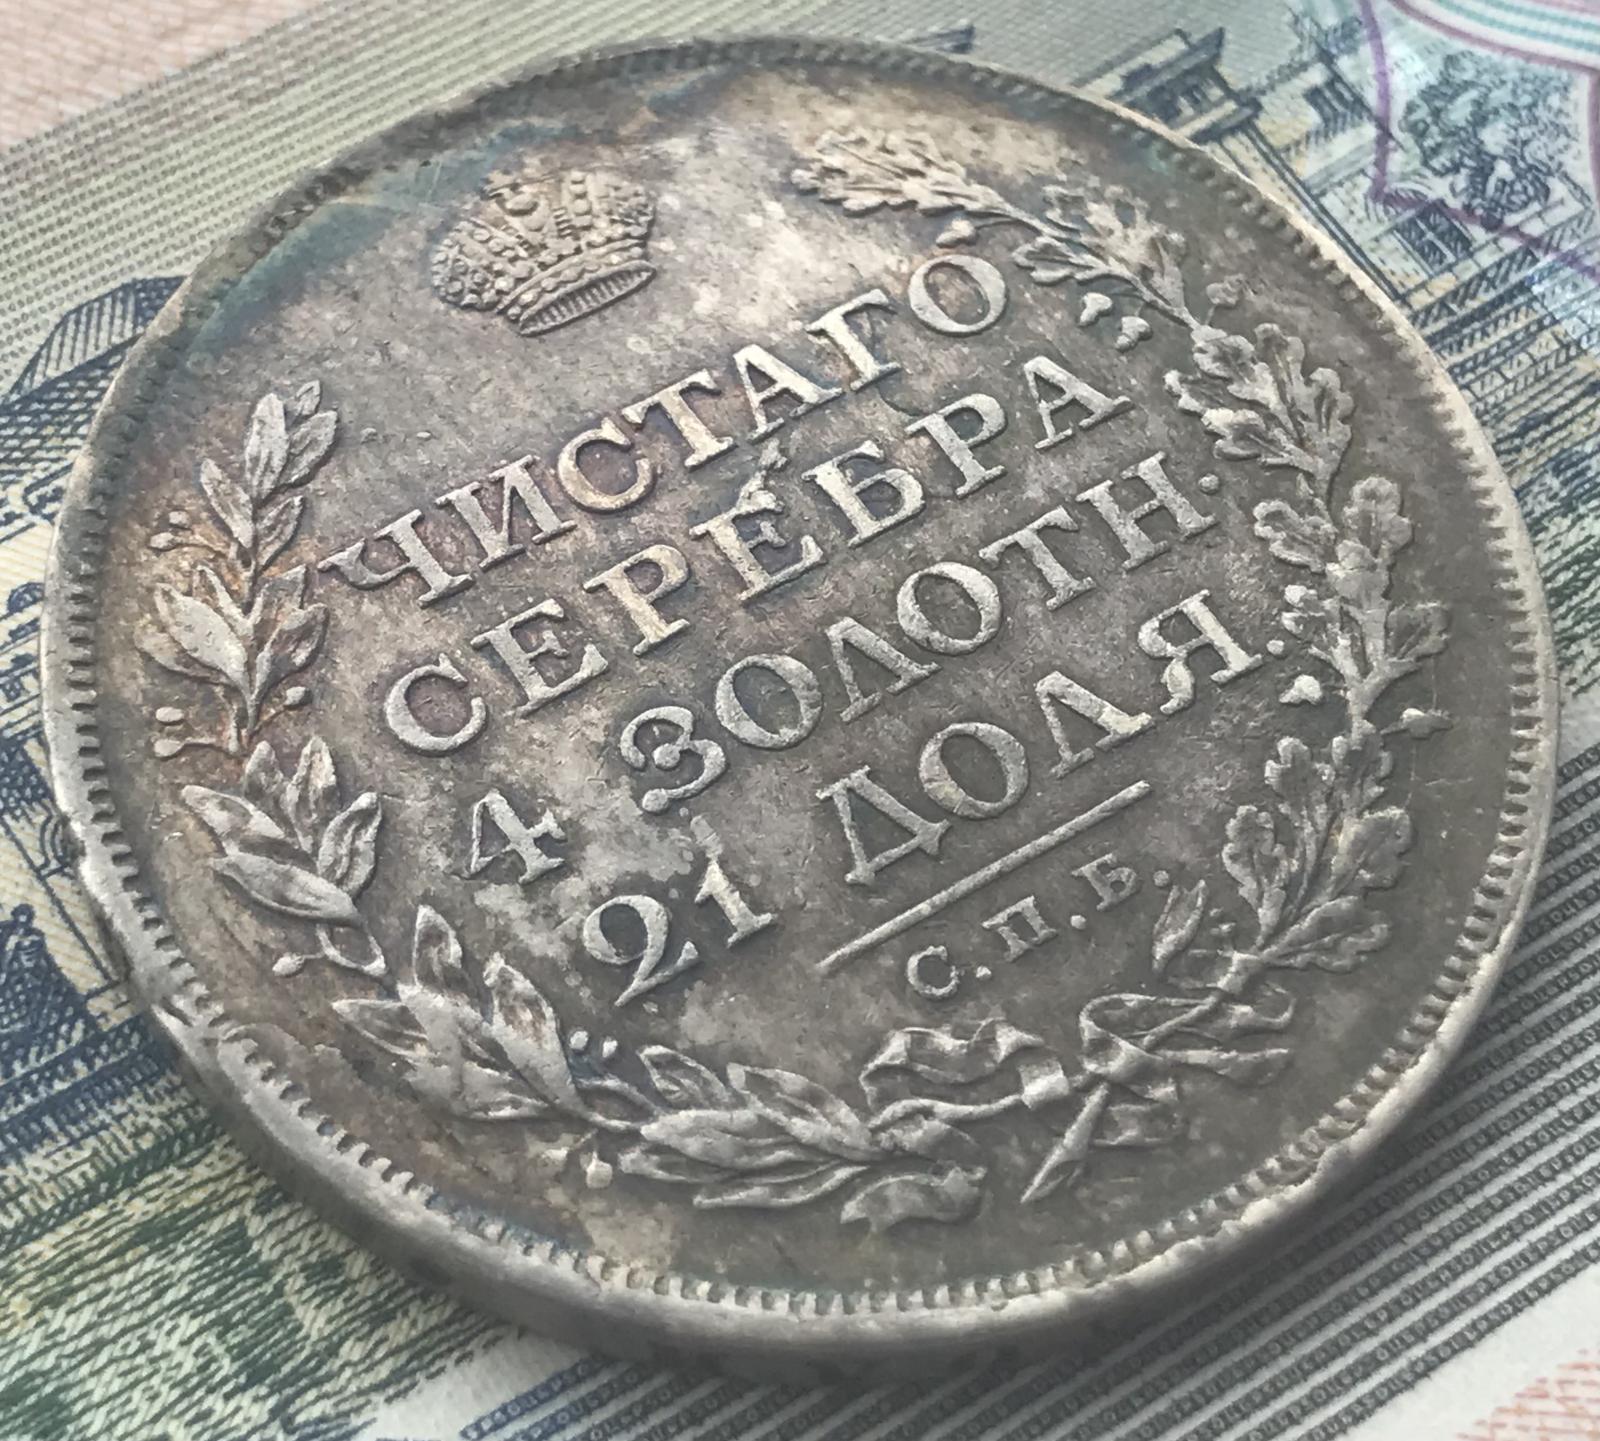 ЧИСТАГО
СЕРЕБРА
4 ЗОЛОТН.
21 ДОЛЯ.
С.П.Б.